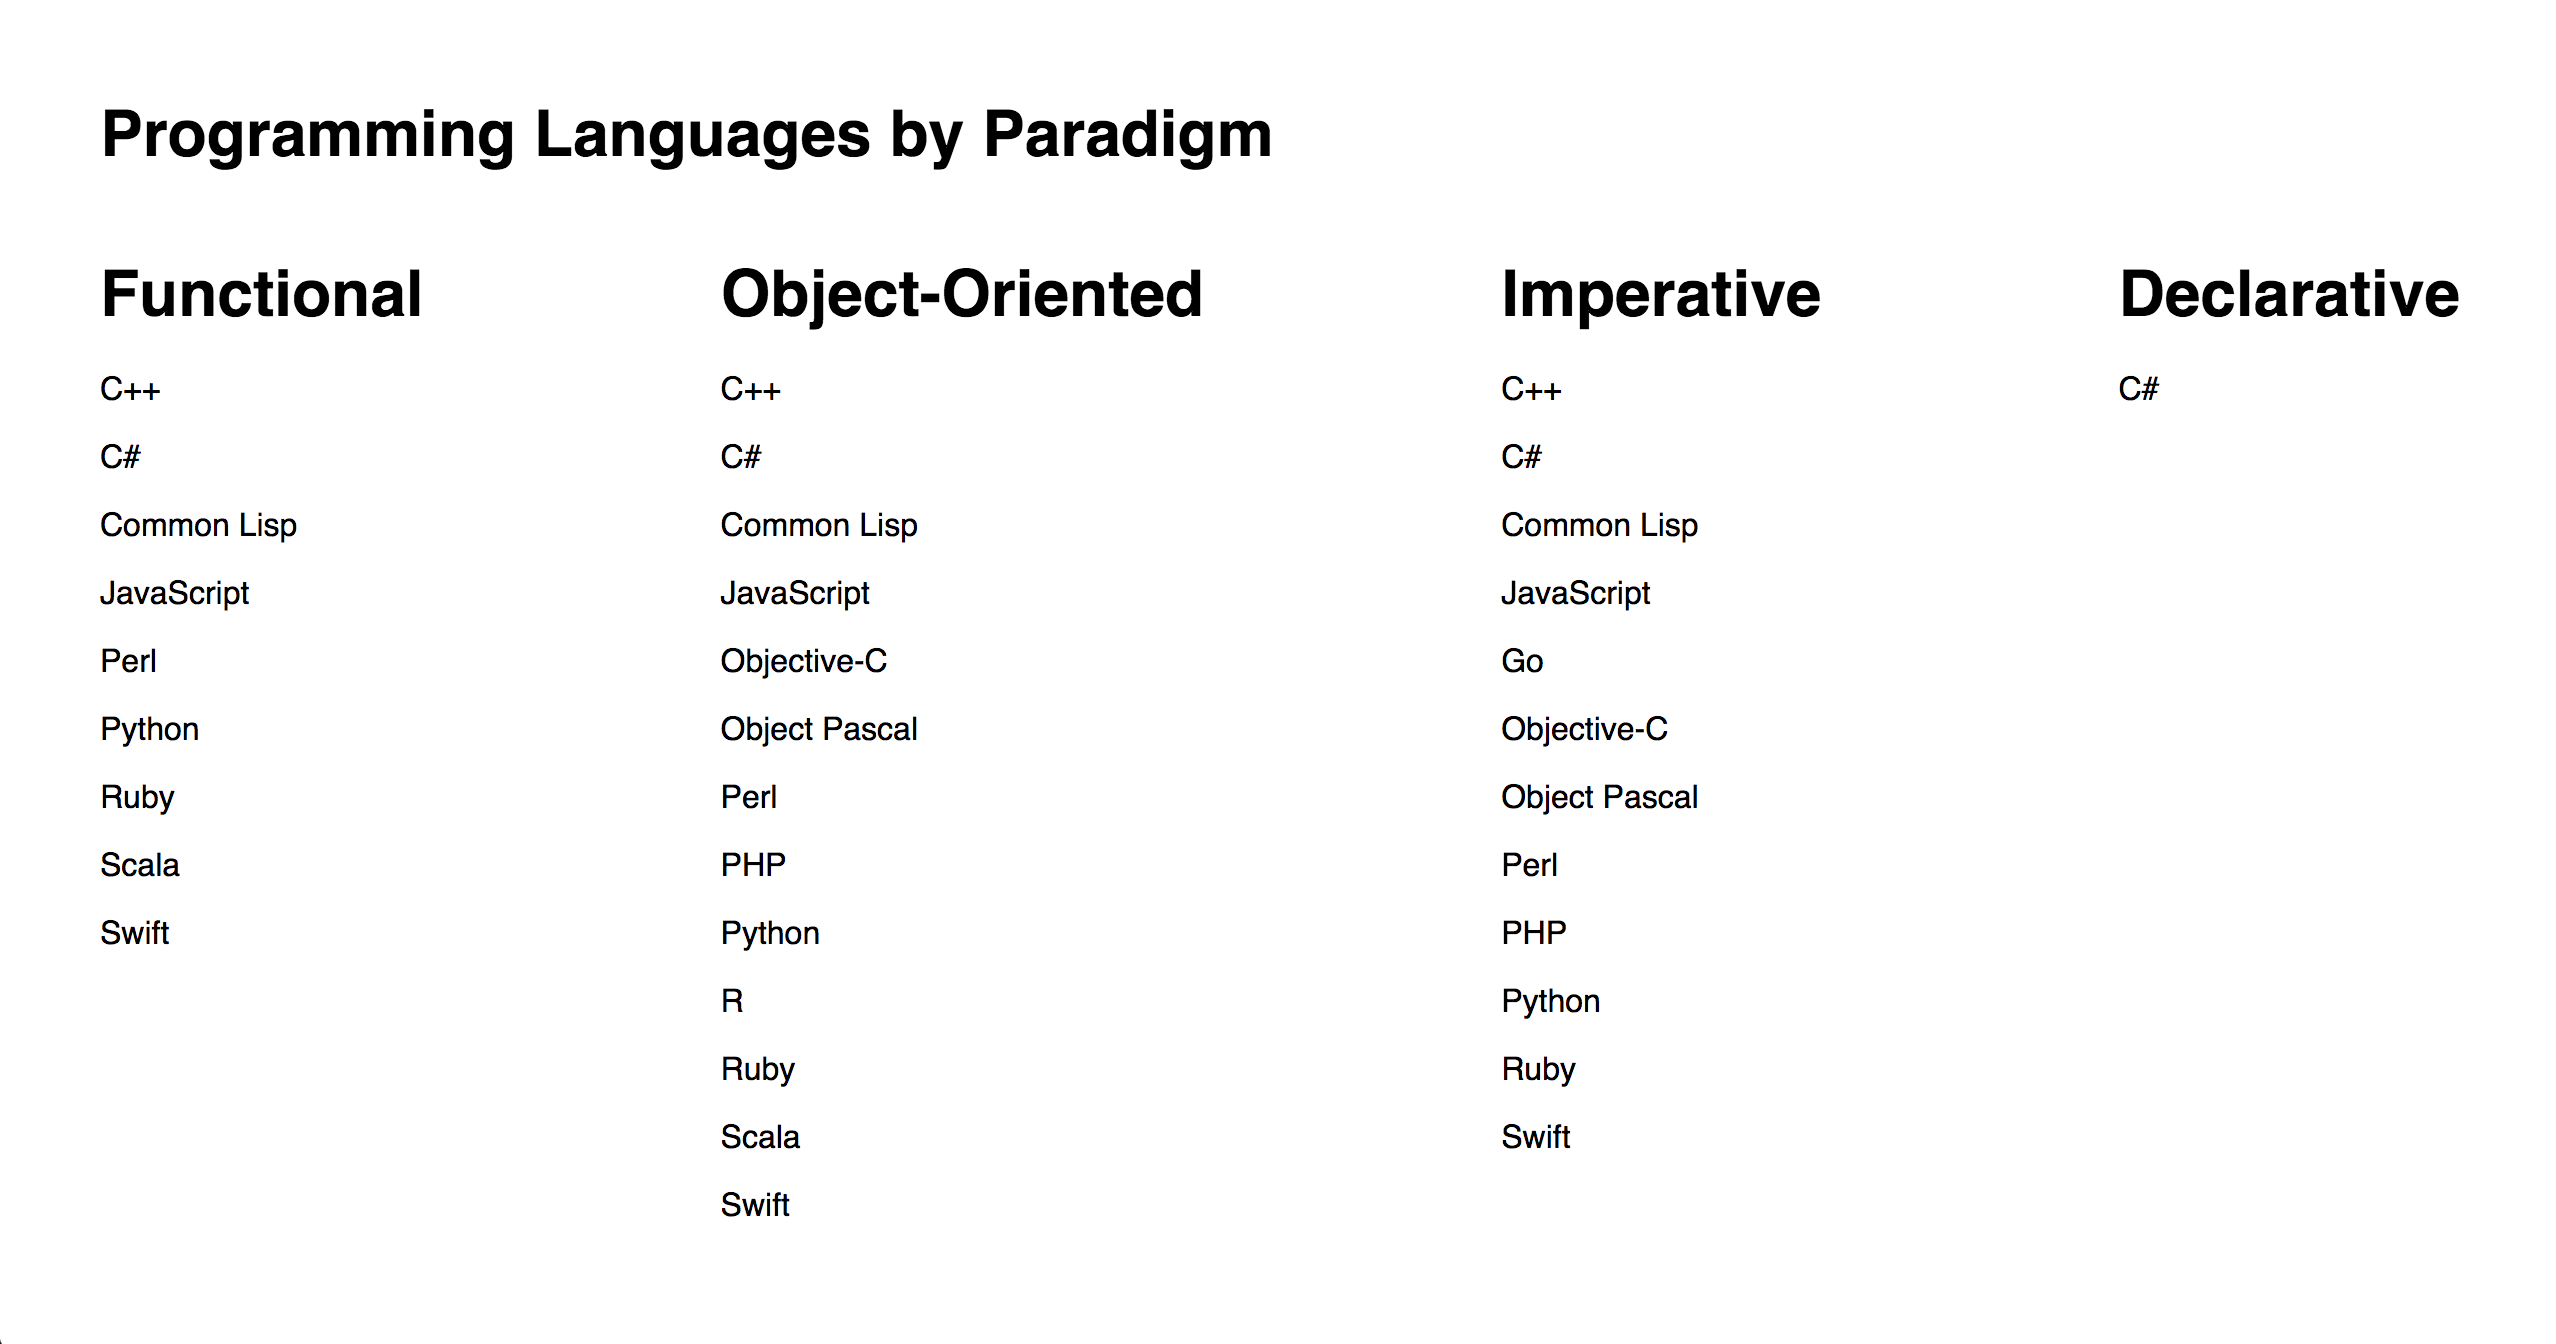 Programming Languages by Paradigm
Functional
C++
C#
Common Lisp
JavaScript
Perl
Python
Ruby
Scala
Swift
Object-Oriented
C++
C#
Common Lisp
JavaScript
Objective-C
Object Pascal
Perl
PHP
Python
R
Ruby
Scala
Swift
Imperative
C++
C#
Common Lisp
JavaScript
Go
Objective-C
Object Pascal
Perl
PHP
Python
Ruby
Swift
Declarative
C#